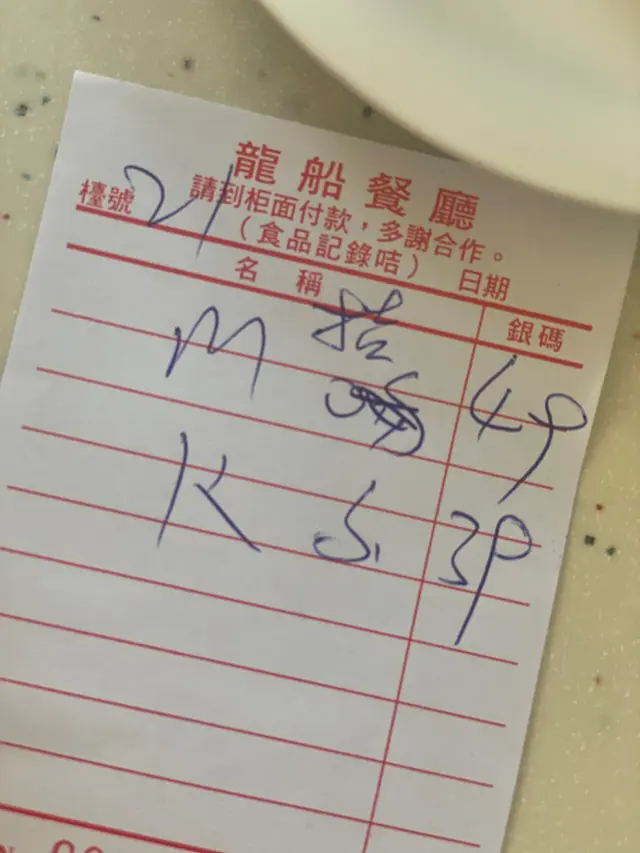 龍船餐廳
請到柜面付款，多謝合作。
檯號 21 （食品記錄咭） 日期
名稱 銀碼
M 49
K 39